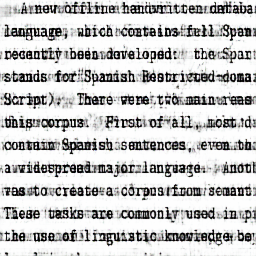 A new offline handwritten databa
language, which contains full Span
recently been developed: the Spar
stands for Spanish Restricted-doma
Script). There were two main reas
this corpus. First of all, most da
contain Spanish sentences, even th
a widespread major language. Anoth
was to create a corpus from semant
These tasks are commonly used in p
the use of linguistic knowledge be